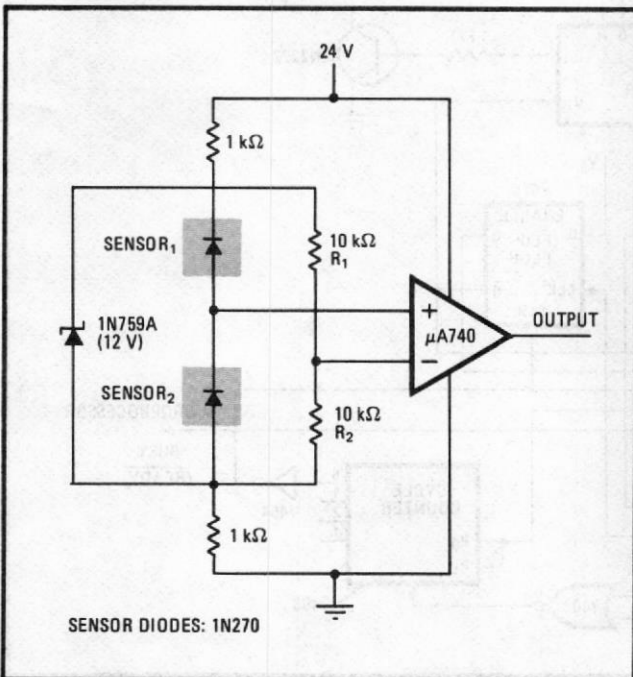 24 V
1 kΩ
SENSOR₁
10 kΩ
R₁
1N759A
(12 V)
+
μA740
−
OUTPUT
SENSOR₂
10 kΩ
R₂
1 kΩ
SENSOR DIODES: 1N270